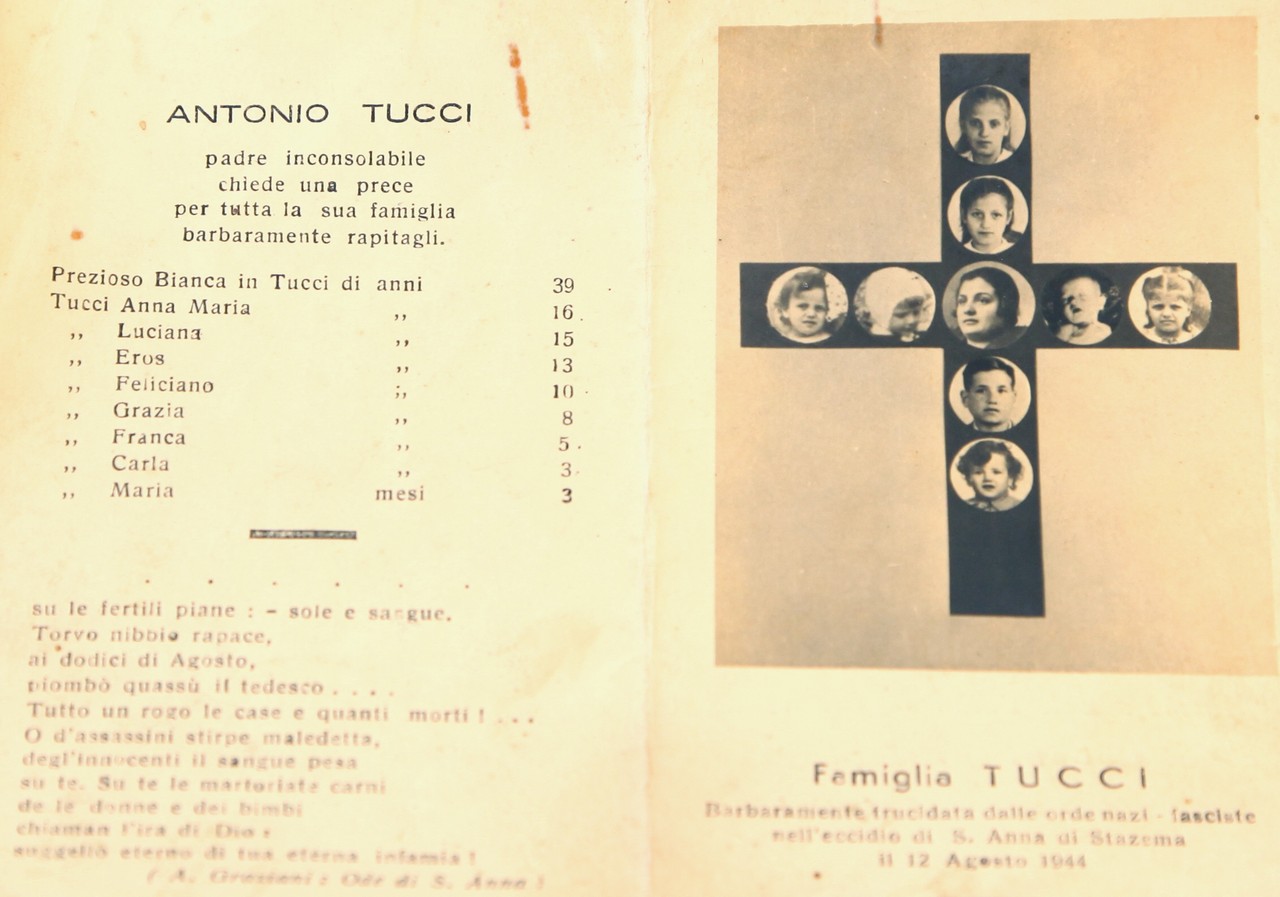 ANTONIO TUCCI
padre inconsolabile
chiede una prece
per tutta la sua famiglia
barbaramente rapitagli.
Prezioso Bianca in Tucci di anni 39
Tucci Anna Maria ,, 16
,, Luciana ,, 15
,, Eros ,, 13
,, Feliciano ,, 10
,, Grazia ,, 8
,, Franca ,, 5
,, Carla ,, 3
,, Maria mesi 3
. . . . . .
su le fertili piane : - sole e sangue.
Torvo nibbio rapace,
ai dodici di Agosto,
piombò quassù il tedesco . . . .
Tutto un rogo le case e quanti morti ! . . .
O d'assassini stirpe maledetta,
degl'innocenti il sangue pesa
su te. Su te le martoriate carni
de le donne e dei bimbi
chiaman l'ira di Dio :
suggello eterno di tua eterna infamia !
( A. Graziani : Ode di S. Anna )
Famiglia TUCCI
Barbaramente trucidata dalle orde nazi - fasciste
nell'eccidio di S. Anna di Stazema
il 12 Agosto 1944